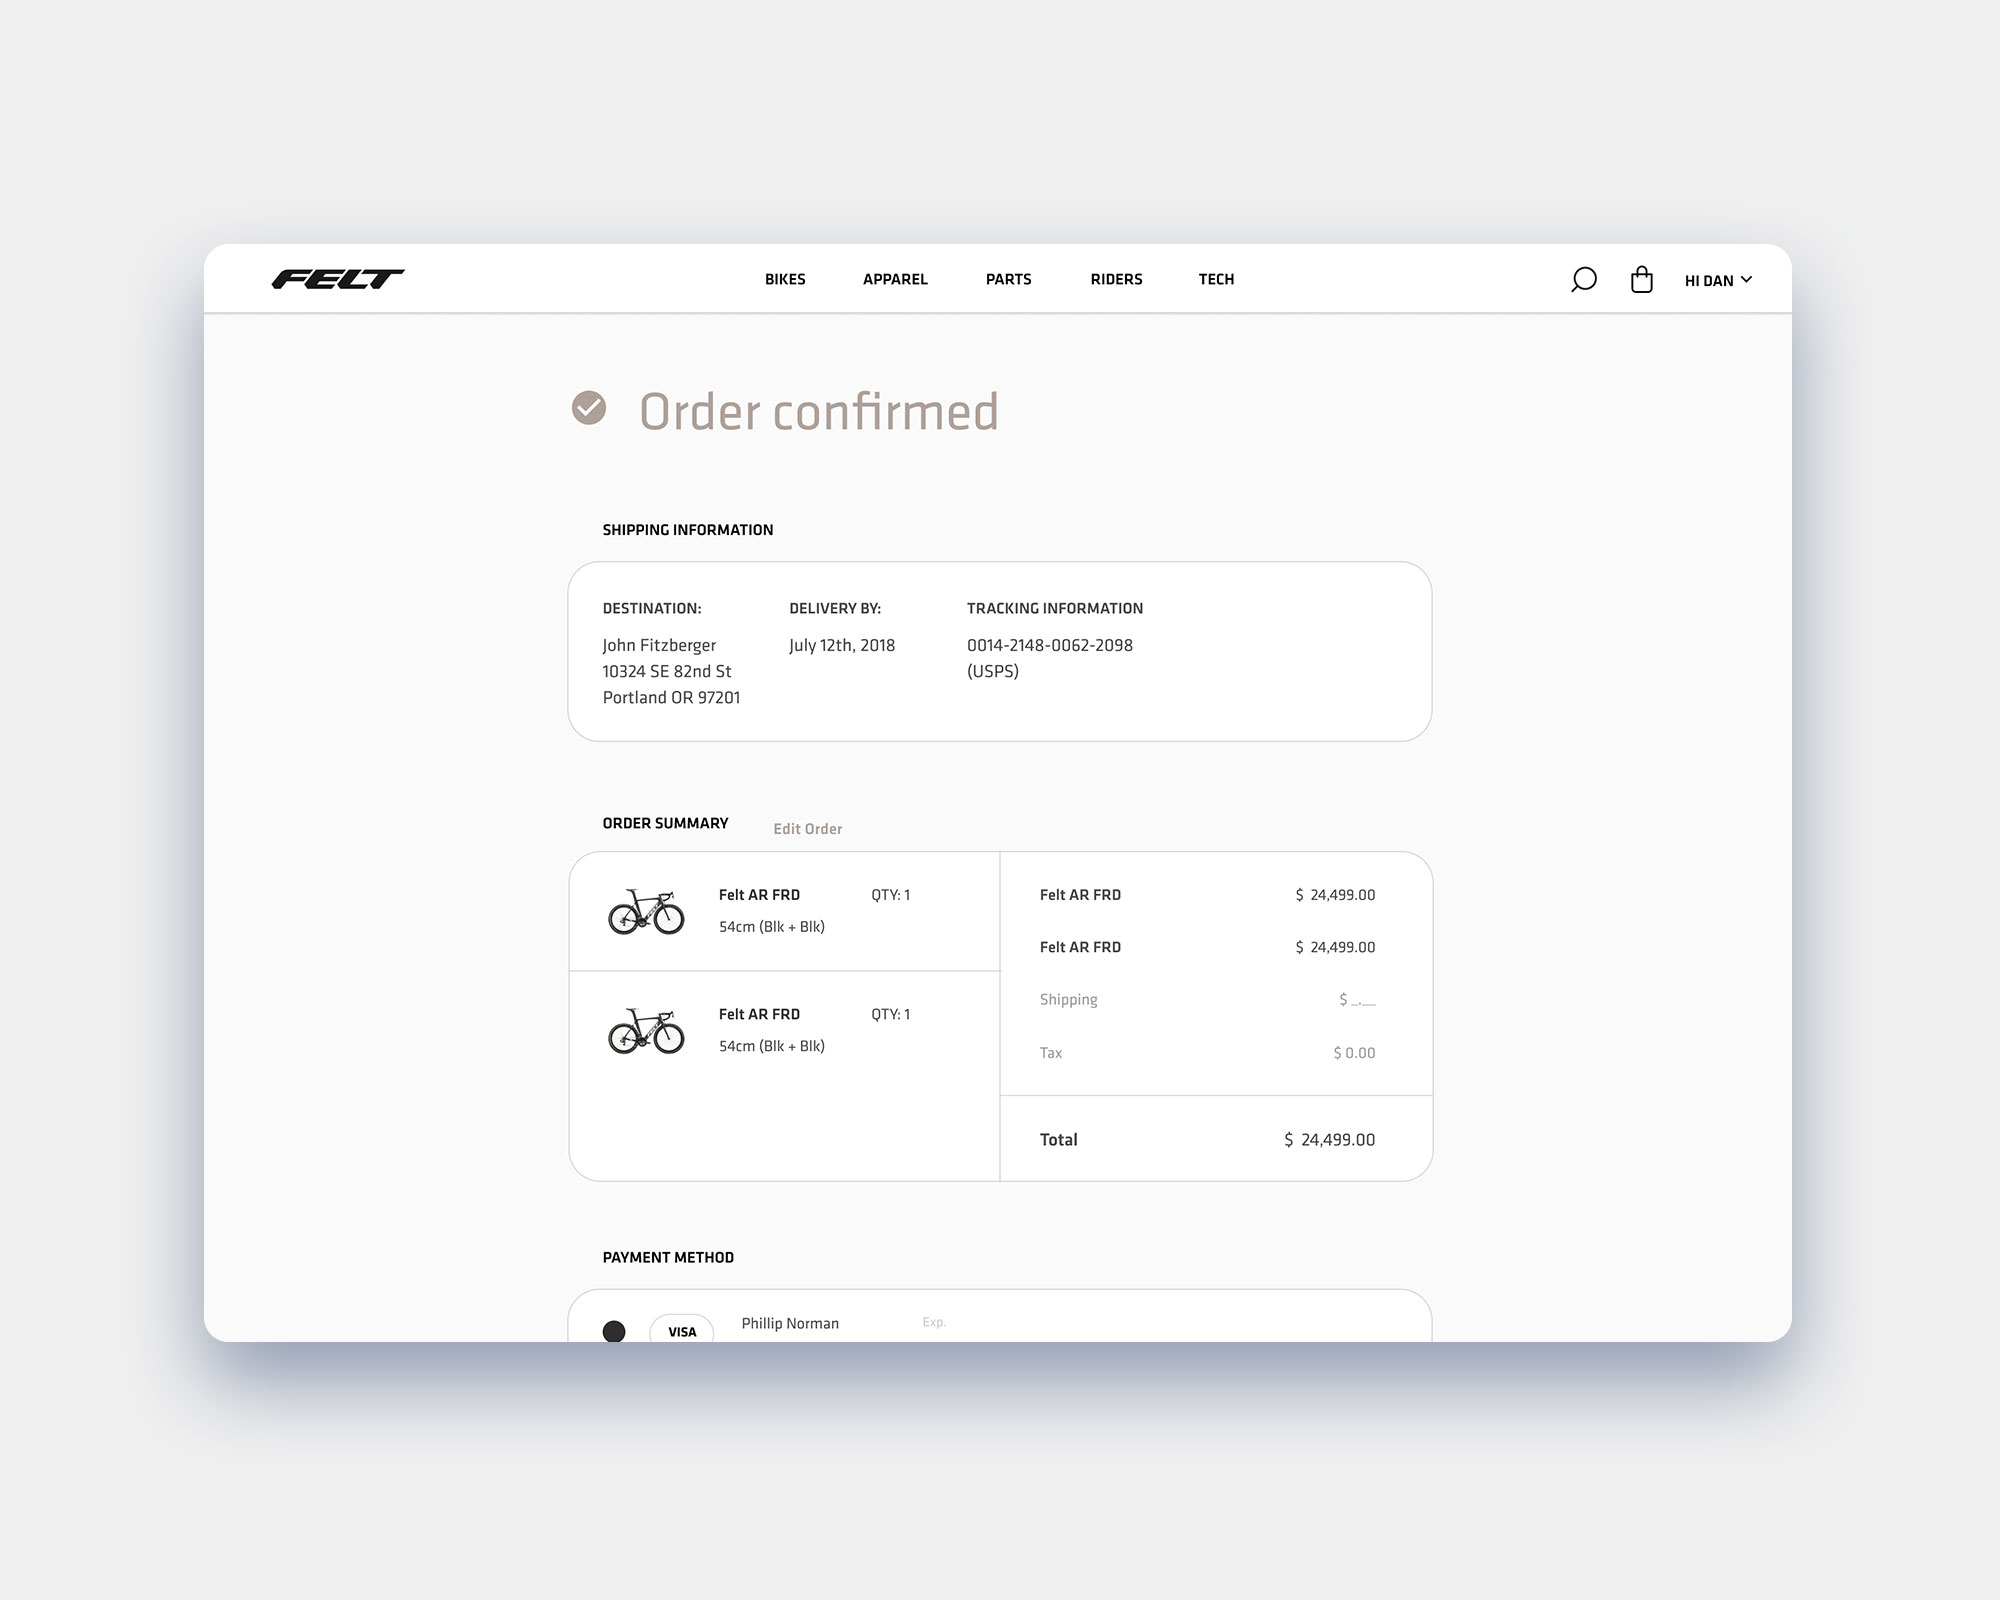 FELT
BIKES APPAREL PARTS RIDERS TECH HI DAN
Order confirmed
SHIPPING INFORMATION
DESTINATION:
John Fitzberger
10324 SE 82nd St
Portland OR 97201
DELIVERY BY:
July 12th, 2018
TRACKING INFORMATION
0014-2148-0062-2098
(USPS)
ORDER SUMMARY Edit Order
Felt AR FRD QTY: 1
54cm (Blk + Blk)
Felt AR FRD QTY: 1
54cm (Blk + Blk)
Felt AR FRD $ 24,499.00
Felt AR FRD $ 24,499.00
Shipping $ _.__
Tax $ 0.00
Total $ 24,499.00
PAYMENT METHOD
VISA Phillip Norman Exp.